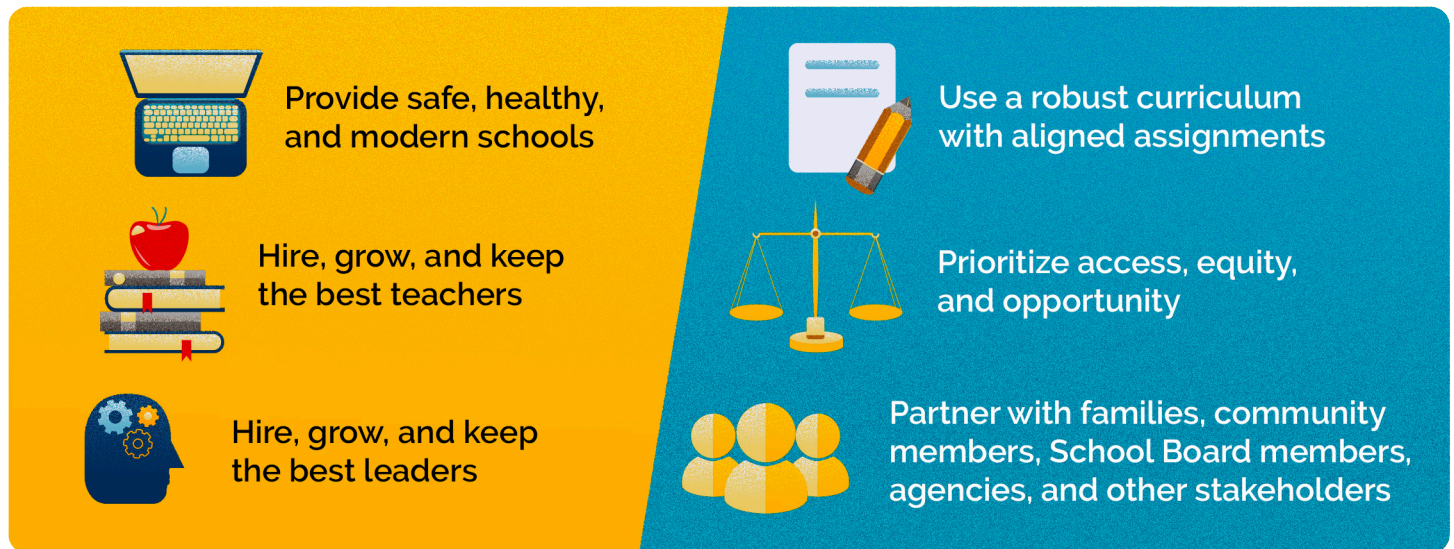 Provide safe, healthy,
and modern schools
Hire, grow, and keep
the best teachers
Hire, grow, and keep
the best leaders
Use a robust curriculum
with aligned assignments
Prioritize access, equity,
and opportunity
Partner with families, community
members, School Board members,
agencies, and other stakeholders